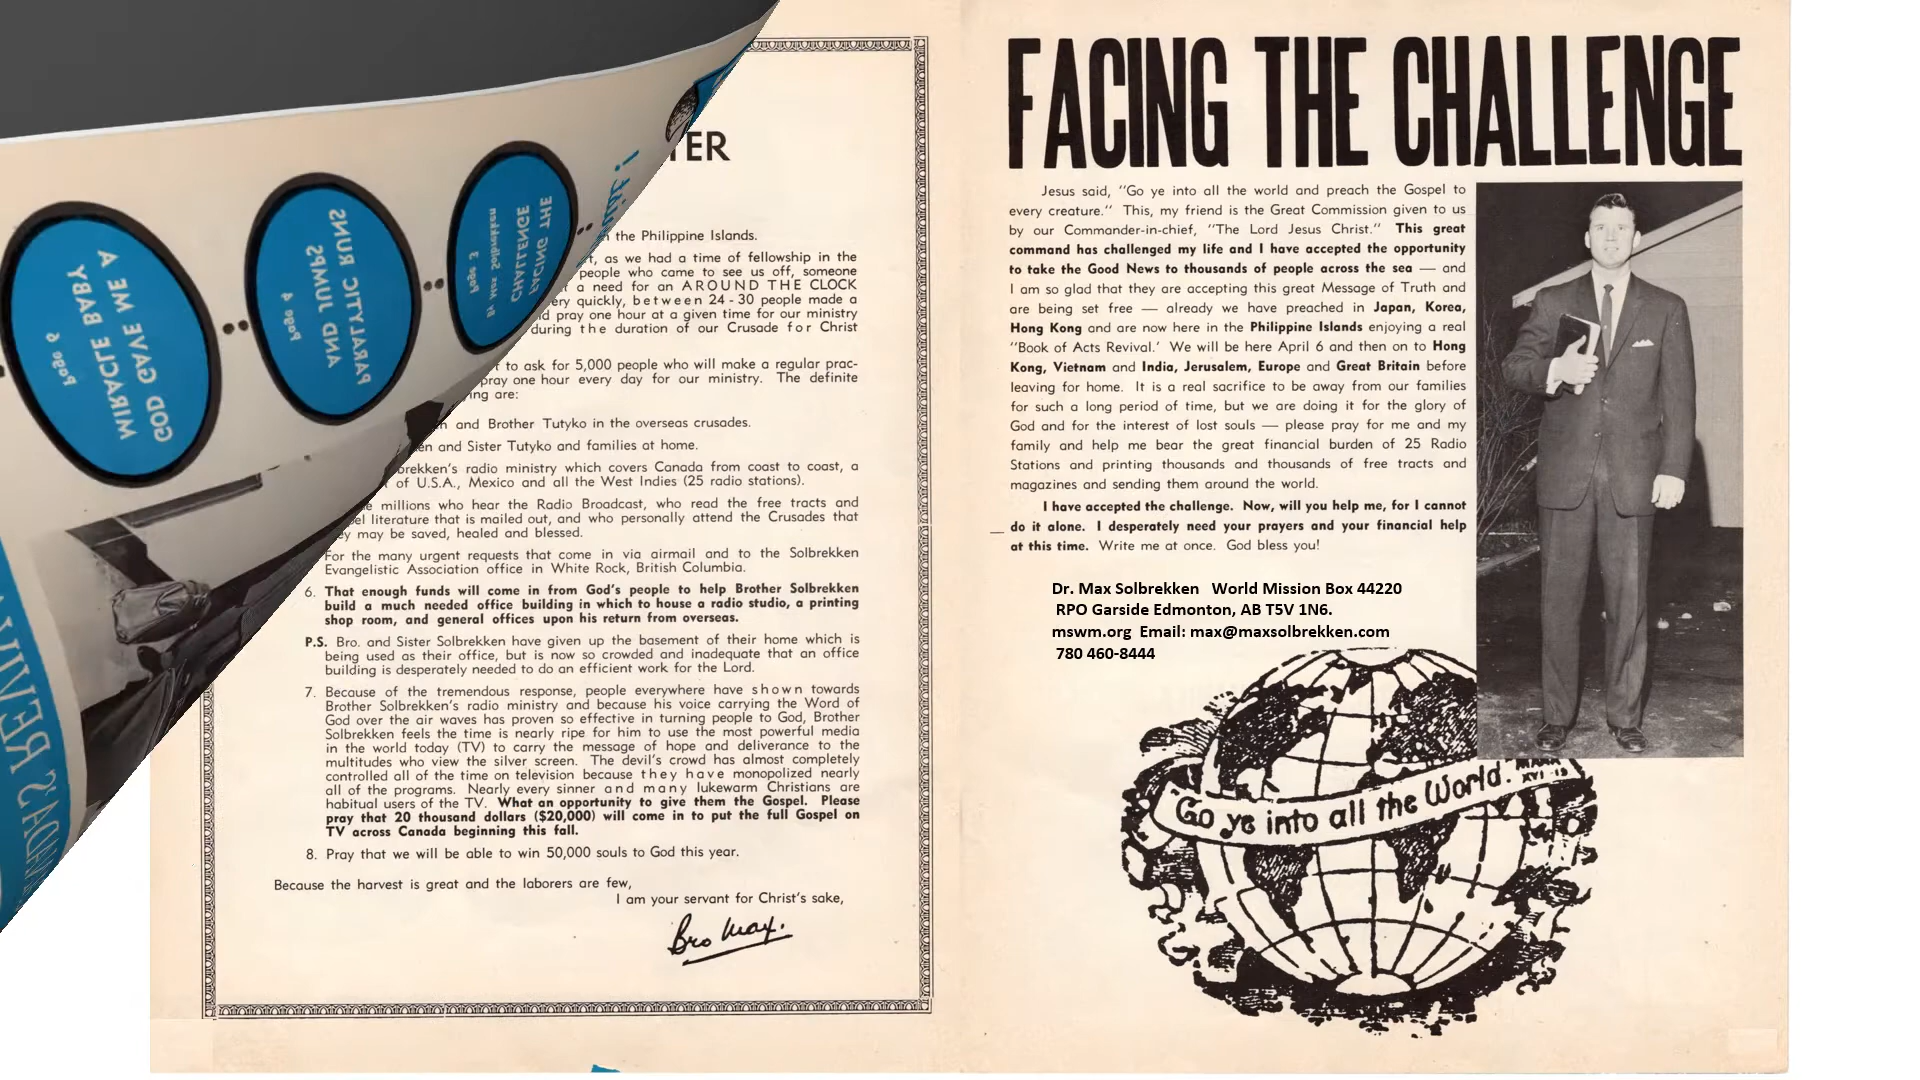 TER
the Philippine Islands.
t, as we had a time of fellowship in the
people who came to see us off, someone
a need for an AROUND THE CLOCK
ery quickly, between 24 - 30 people made a
d pray one hour at a given time for our ministry
during the duration of our Crusade for Christ
to ask for 5,000 people who will make a regular prac-
pray one hour every day for our ministry. The definite
ing are:
n and Brother Tutyko in the overseas crusades.
en and Sister Tutyko and families at home.
brekken's radio ministry which covers Canada from coast to coast, a
of U.S.A., Mexico and all the West Indies (25 radio stations).
e millions who hear the Radio Broadcast, who read the free tracts and
el literature that is mailed out, and who personally attend the Crusades that
ey may be saved, healed and blessed.
For the many urgent requests that come in via airmail and to the Solbrekken
Evangelistic Association office in White Rock, British Columbia.
6. That enough funds will come in from God's people to help Brother Solbrekken
build a much needed office building in which to house a radio studio, a printing
shop room, and general offices upon his return from overseas.
P.S. Bro. and Sister Solbrekken have given up the basement of their home which is
being used as their office, but is now so crowded and inadequate that an office
building is desperately needed to do an efficient work for the Lord.
7. Because of the tremendous response, people everywhere have shown towards
Brother Solbrekken's radio ministry and because his voice carrying the Word of
God over the air waves has proven so effective in turning people to God, Brother
Solbrekken feels the time is nearly ripe for him to use the most powerful media
in the world today (TV) to carry the message of hope and deliverance to the
multitudes who view the silver screen. The devil's crowd has almost completely
controlled all of the time on television because they have monopolized nearly
all of the programs. Nearly every sinner and many lukewarm Christians are
habitual users of the TV. What an opportunity to give them the Gospel. Please
pray that 20 thousand dollars ($20,000) will come in to put the full Gospel on
TV across Canada beginning this fall.
8. Pray that we will be able to win 50,000 souls to God this year.
Because the harvest is great and the laborers are few,
I am your servant for Christ's sake,
Bro Max.
FACING THE CHALLENGE
Jesus said, "Go ye into all the world and preach the Gospel to
every creature." This, my friend is the Great Commission given to us
by our Commander-in-chief, "The Lord Jesus Christ." This great
command has challenged my life and I have accepted the opportunity
to take the Good News to thousands of people across the sea — and
I am so glad that they are accepting this great Message of Truth and
are being set free — already we have preached in Japan, Korea,
Hong Kong and are now here in the Philippine Islands enjoying a real
"Book of Acts Revival.' We will be here April 6 and then on to Hong
Kong, Vietnam and India, Jerusalem, Europe and Great Britain before
leaving for home. It is a real sacrifice to be away from our families
for such a long period of time, but we are doing it for the glory of
God and for the interest of lost souls — please pray for me and my
family and help me bear the great financial burden of 25 Radio
Stations and printing thousands and thousands of free tracts and
magazines and sending them around the world.
I have accepted the challenge. Now, will you help me, for I cannot
do it alone. I desperately need your prayers and your financial help
at this time. Write me at once. God bless you!
Dr. Max Solbrekken World Mission Box 44220
RPO Garside Edmonton, AB T5V 1N6.
mswm.org Email: max@maxsolbrekken.com
780 460-8444
Go ye into all the World.
MARK
XVI-15
FACING THE
CHALLENGE
By Max Solbrekken
Page 3
PARALYTIC RUNS
AND JUMPS
Page 4
GOD GAVE ME A
MIRACLE BABY
Page 6